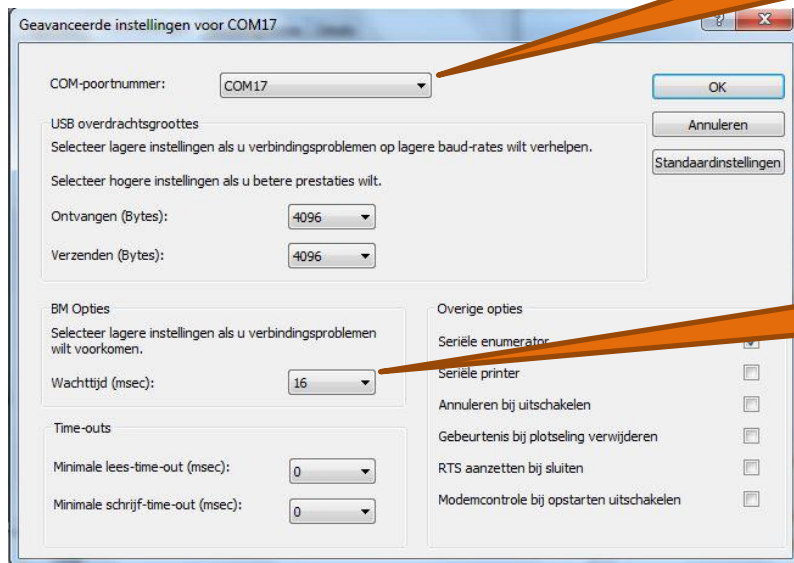 Geavanceerde instellingen voor COM17
COM-poortnummer:
COM17
OK
Annuleren
Standaardinstellingen
USB overdrachtsgroottes
Selecteer lagere instellingen als u verbindingsproblemen op lagere baud-rates wilt verhelpen.
Selecteer hogere instellingen als u betere prestaties wilt.
Ontvangen (Bytes):
4096
Verzenden (Bytes):
4096
BM Opties
Selecteer lagere instellingen als u verbindingsproblemen
wilt voorkomen.
Wachttijd (msec):
16
Time-outs
Minimale lees-time-out (msec):
0
Minimale schrijf-time-out (msec):
0
Overige opties
Seriële enumerator
Seriële printer
Annuleren bij uitschakelen
Gebeurtenis bij plotseling verwijderen
RTS aanzetten bij sluiten
Modemcontrole bij opstarten uitschakelen